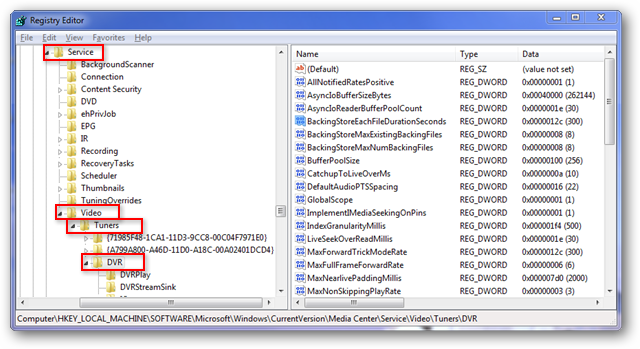 Registry Editor
File Edit View Favorites Help
Service
BackgroundScanner
Connection
Content Security
DVD
ehPrivJob
EPG
IR
Recording
RecoveryTasks
Scheduler
Thumbnails
TuningOverrides
Video
Tuners
{71985F48-1CA1-11D3-9CC8-00C04F7971E0}
{A799A800-A46D-11D0-A18C-00A02401DCD4}
DVR
DVRPlay
DVRStreamSink
Name Type Data
(Default) REG_SZ (value not set)
AllNotifiedRatesPositive REG_DWORD 0x00000001 (1)
AsyncIoBufferSizeBytes REG_DWORD 0x00040000 (262144)
AsyncIoReaderBufferPoolCount REG_DWORD 0x0000001e (30)
BackingStoreEachFileDurationSeconds REG_DWORD 0x0000012c (300)
BackingStoreMaxExistingBackingFiles REG_DWORD 0x00000008 (8)
BackingStoreMaxNumBackingFiles REG_DWORD 0x00000008 (8)
BufferPoolSize REG_DWORD 0x00000100 (256)
CatchupToLiveOverMs REG_DWORD 0x0000000a (10)
DefaultAudioPTSSpacing REG_DWORD 0x00000016 (22)
GlobalScope REG_DWORD 0x00000001 (1)
ImplementIMediaSeekingOnPins REG_DWORD 0x00000001 (1)
IndexGranularityMillis REG_DWORD 0x000001f4 (500)
LiveSeekOverReadMillis REG_DWORD 0x0000001e (30)
MaxForwardTrickModeRate REG_DWORD 0x0000012c (300)
MaxFullFrameForwardRate REG_DWORD 0x00000006 (6)
MaxNearlivePaddingMillis REG_DWORD 0x000007d0 (2000)
MaxNonSkippingPlayRate REG_DWORD 0x00000003 (3)
Computer\HKEY_LOCAL_MACHINE\SOFTWARE\Microsoft\Windows\CurrentVersion\Media Center\Service\Video\Tuners\DVR